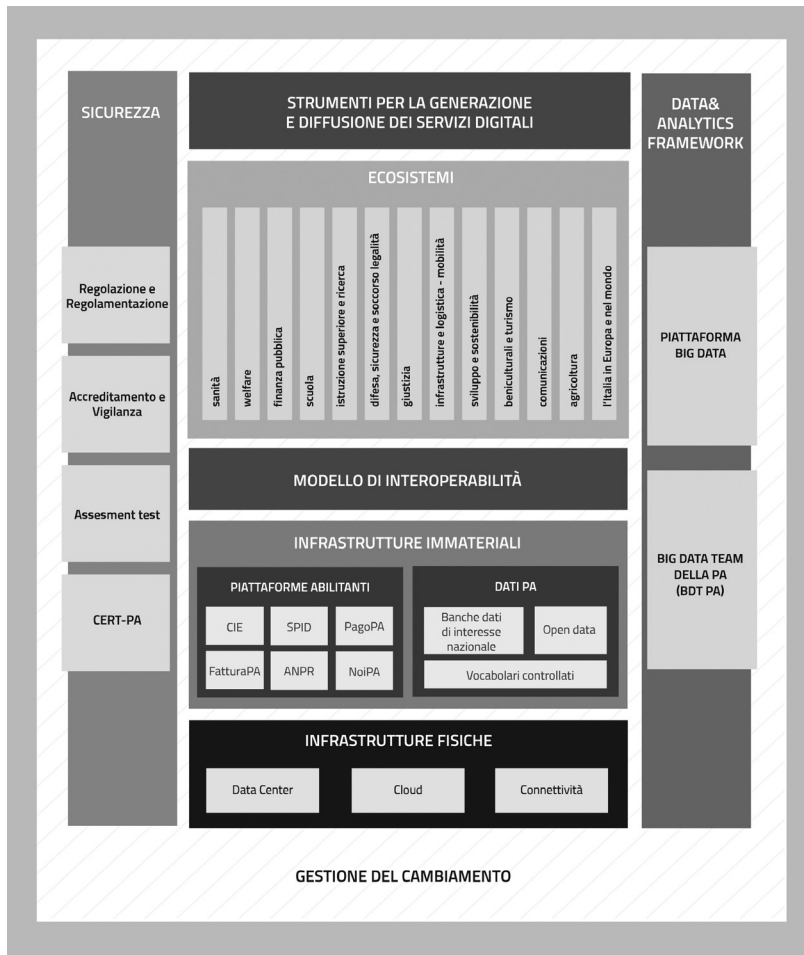 SICUREZZA
Regolazione e
Regolamentazione
Accreditamento e
Vigilanza
Assesment test
CERT-PA
STRUMENTI PER LA GENERAZIONE
E DIFFUSIONE DEI SERVIZI DIGITALI
ECOSISTEMI
sanità
welfare
finanza pubblica
scuola
istruzione superiore e ricerca
difesa, sicurezza e soccorso legalità
giustizia
infrastrutture e logistica - mobilità
sviluppo e sostenibilità
beniculturali e turismo
comunicazioni
agricoltura
l'Italia in Europa e nel mondo
MODELLO DI INTEROPERABILITÀ
INFRASTRUTTURE IMMATERIALI
PIATTAFORME ABILITANTI
CIE
SPID
PagoPA
FatturaPA
ANPR
NoiPA
DATI PA
Banche dati
di interesse
nazionale
Open data
Vocabolari controllati
INFRASTRUTTURE FISICHE
Data Center
Cloud
Connettività
DATA&
ANALYTICS
FRAMEWORK
PIATTAFORMA
BIG DATA
BIG DATA TEAM
DELLA PA
(BDT PA)
GESTIONE DEL CAMBIAMENTO